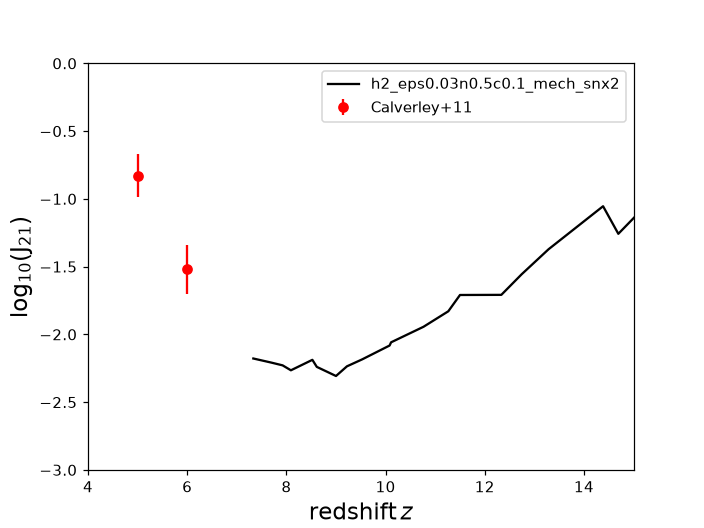 h2_eps0.03n0.5c0.1_mech_snx2
Calverley+11
0.0
−0.5
−1.0
−1.5
−2.0
−2.5
−3.0
log₁₀(J₂₁)
4 6 8 10 12 14
redshift z